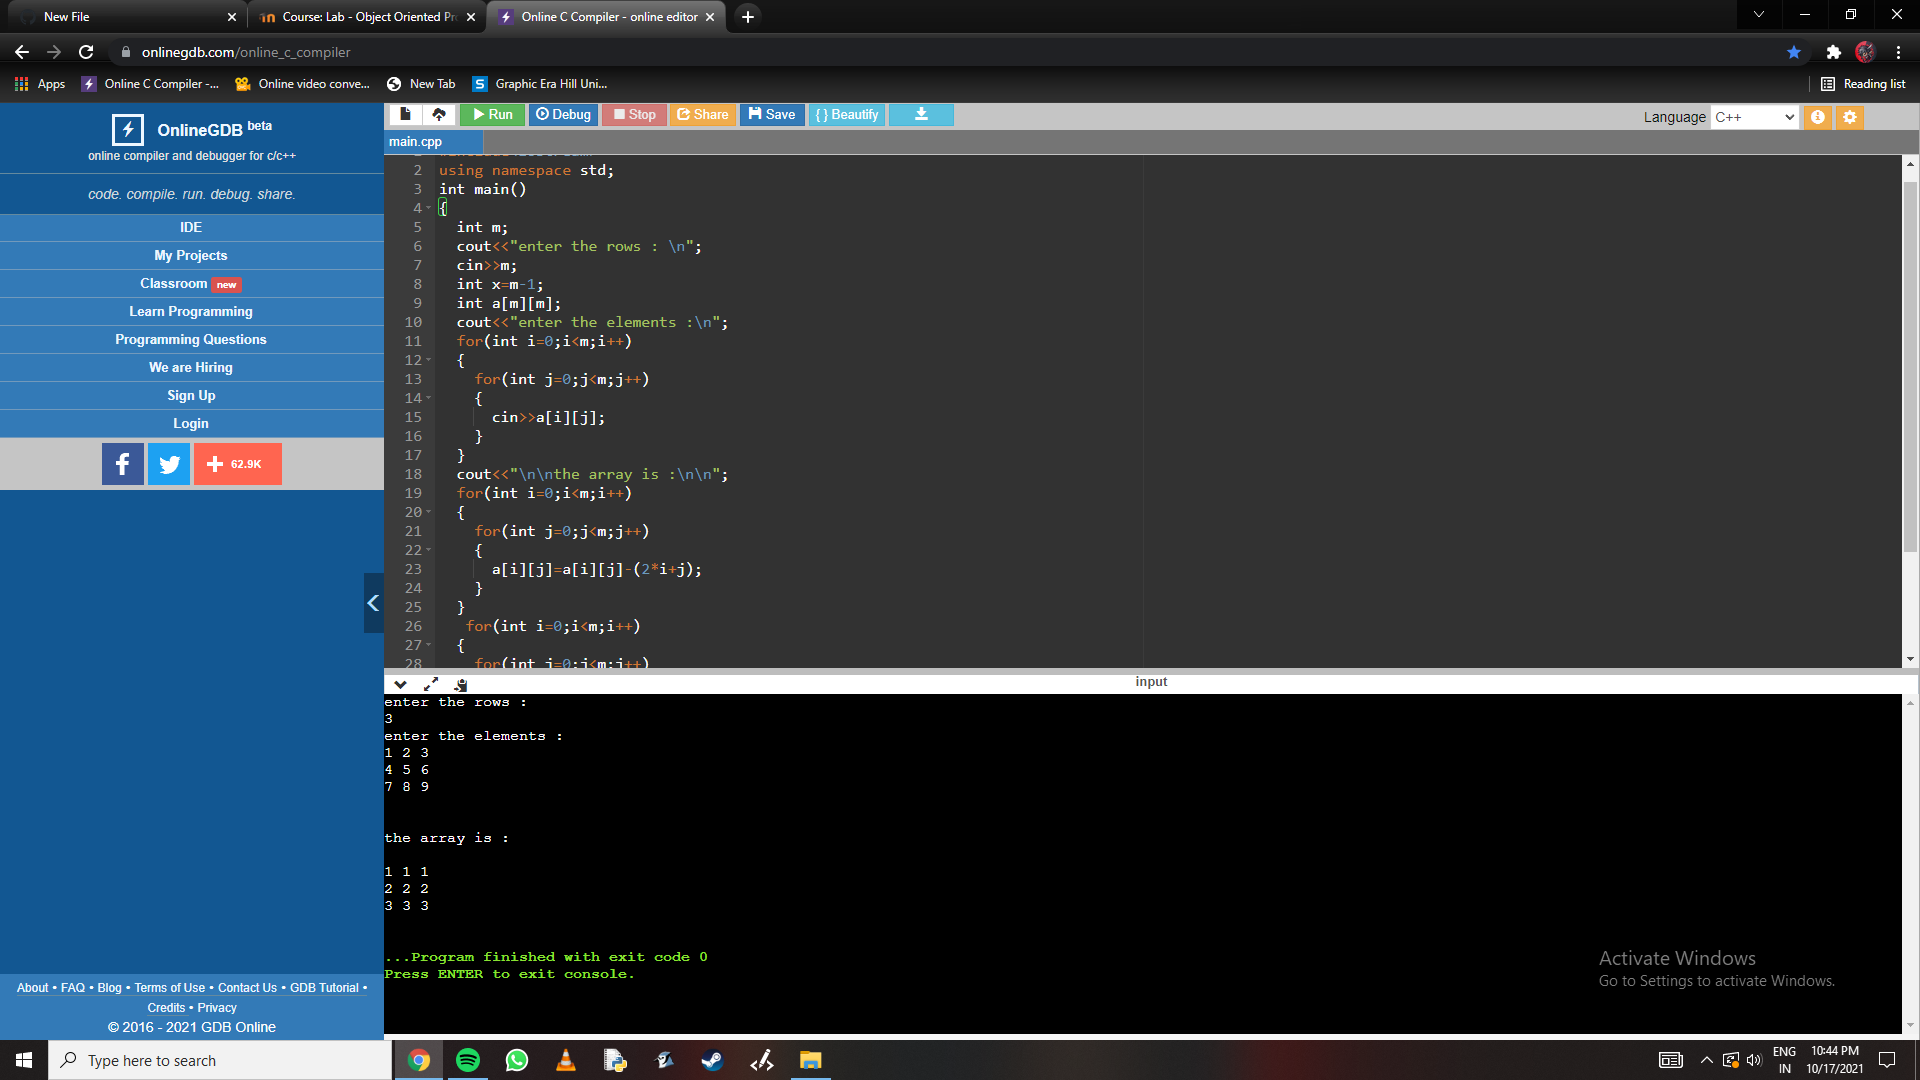 New File
Course: Lab - Object Oriented Pr
Online C Compiler - online editor
onlinegdb.com/online_c_compiler
Apps
Online C Compiler -...
Online video conve...
New Tab
Graphic Era Hill Uni...
Reading list
OnlineGDB beta
online compiler and debugger for c/c++
code. compile. run. debug. share.
IDE
My Projects
Classroom new
Learn Programming
Programming Questions
We are Hiring
Sign Up
Login
62.9K
About • FAQ • Blog • Terms of Use • Contact Us • GDB Tutorial •
Credits • Privacy
© 2016 - 2021 GDB Online
Run Debug Stop Share Save { } Beautify
Language C++
main.cpp
2 using namespace std;
3 int main()
4 {
5 int m;
6 cout<<"enter the rows : \n";
7 cin>>m;
8 int x=m-1;
9 int a[m][m];
10 cout<<"enter the elements :\n";
11 for(int i=0;i<m;i++)
12 {
13 for(int j=0;j<m;j++)
14 {
15 cin>>a[i][j];
16 }
17 }
18 cout<<"\n\nthe array is :\n\n";
19 for(int i=0;i<m;i++)
20 {
21 for(int j=0;j<m;j++)
22 {
23 a[i][j]=a[i][j]-(2*i+j);
24 }
25 }
26 for(int i=0;i<m;i++)
27 {
28 for(int j=0;j<m;j++)
input
enter the rows :
3
enter the elements :
1 2 3
4 5 6
7 8 9
the array is :
1 1 1
2 2 2
3 3 3
...Program finished with exit code 0
Press ENTER to exit console.
Activate Windows
Go to Settings to activate Windows.
Type here to search
ENG
IN
10:44 PM
10/17/2021